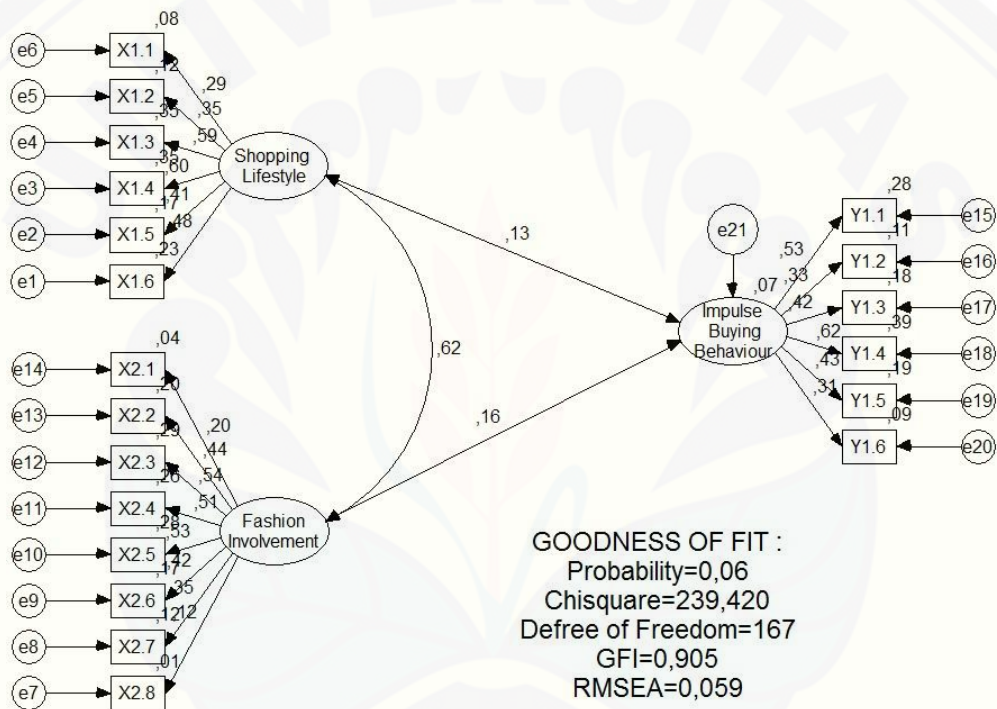 ,08
e6
X1.1
,12
,29
e5
X1.2
,35
,35
e4
X1.3
,59
,35
,60
Shopping
Lifestyle
e3
X1.4
,41
,17
e2
X1.5
,48
,23
e1
X1.6
,13
,62
,16
e21
,07
Impulse
Buying
Behaviour
,28
Y1.1
e15
,53
,11
Y1.2
e16
,33
,18
Y1.3
e17
,42
,39
Y1.4
e18
,62
,19
Y1.5
e19
,43
,09
Y1.6
e20
,31
,04
e14
X2.1
,20
,20
e13
X2.2
,44
,29
e12
X2.3
,54
,26
e11
X2.4
,51
Fashion
Involvement
,28
,53
e10
X2.5
,42
,17
e9
X2.6
,35
,12
,12
e8
X2.7
,01
e7
X2.8
GOODNESS OF FIT :
Probability=0,06
Chisquare=239,420
Defree of Freedom=167
GFI=0,905
RMSEA=0,059
UNIVERSITAS